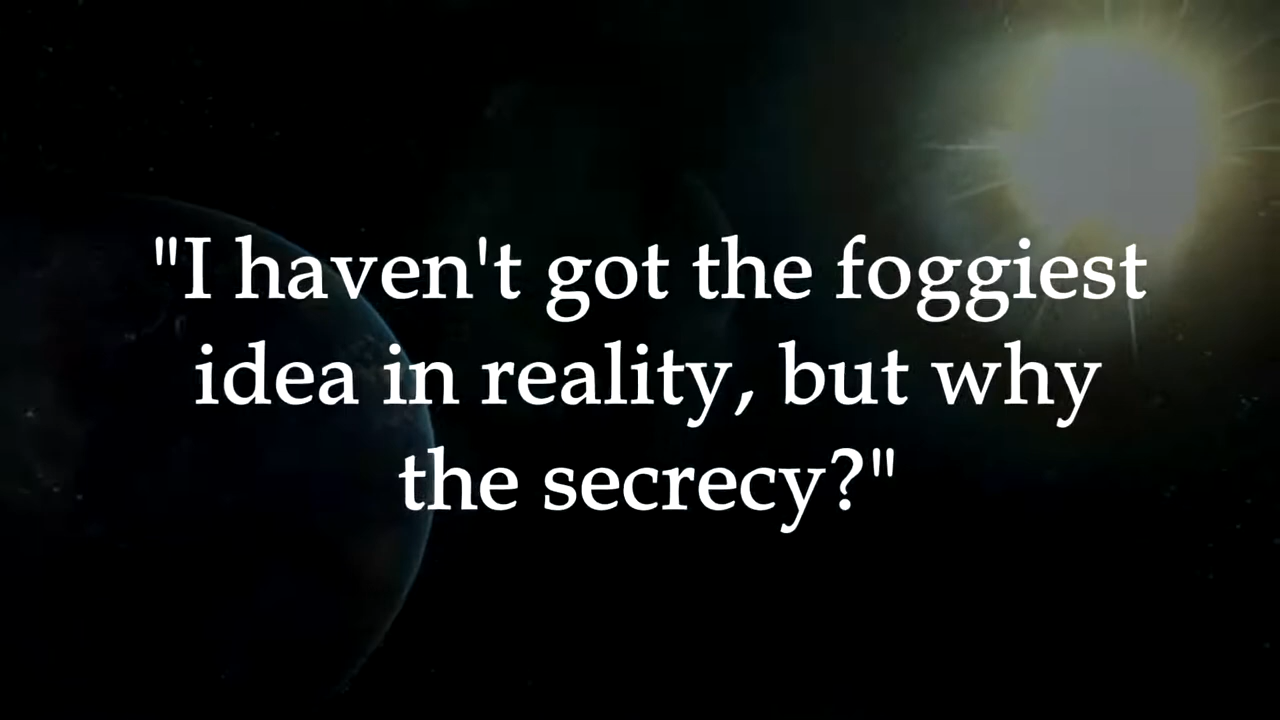 "I haven't got the foggiest
idea in reality, but why
the secrecy?"